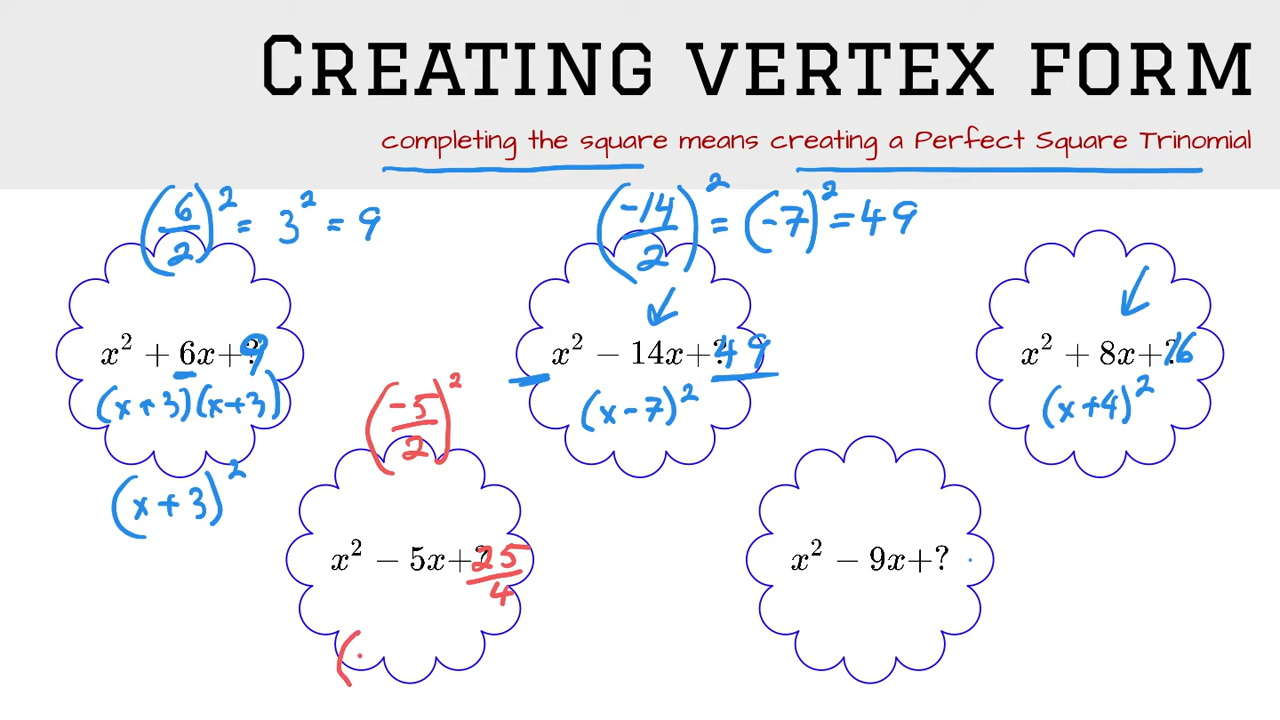 CREATING VERTEX FORM
completing the square means creating a Perfect Square Trinomial
(6/2)² = 3² = 9
(-14/2)² = (-7)² = 49
x² + 6x+9
x² − 14x+49
x² + 8x+16
(x+3)(x+3)
(x-7)²
(x+4)²
(x+3)²
(-5/2)²
x² − 5x+25/4
x² − 9x+?
(